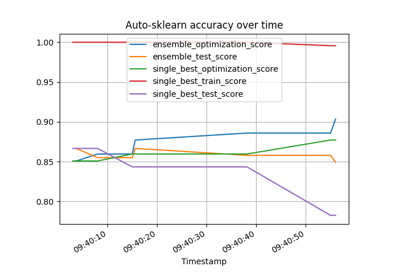 Auto-sklearn accuracy over time
ensemble_optimization_score
ensemble_test_score
single_best_optimization_score
single_best_train_score
single_best_test_score
1.00
0.95
0.90
0.85
0.80
09:40:10
09:40:20
09:40:30
09:40:40
09:40:50
Timestamp